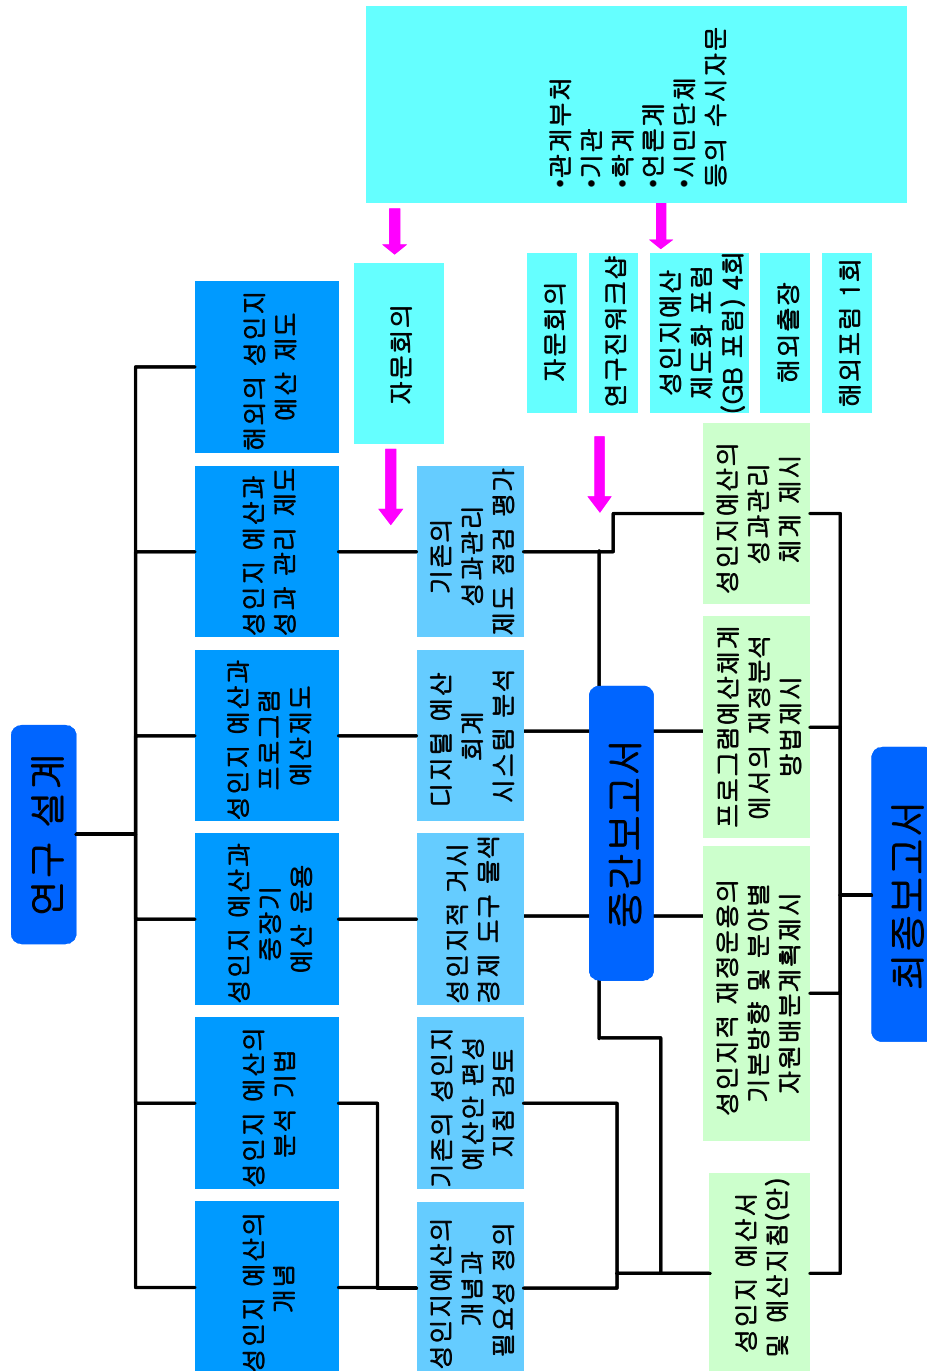 연구 설계
성인지 예산의
개념
성인지 예산의
분석 기법
성인지 예산과
중장기
예산 운용
성인지 예산과
프로그램
예산제도
성인지 예산과
성과 관리 제도
해외의 성인지
예산 제도
성인지예산의
개념과
필요성 정의
기존의 성인지
예산안 편성
지침 검토
성인지적 거시
경제 도구 물색
디지털 예산
회계
시스템 분석
기존의
성과관리
제도 점검 평가
자문회의
•관계부처
•기관
•학계
•언론계
•시민단체
등의 수시자문
중간보고서
자문회의
연구진워크샵
성인지예산
제도화 포럼
(GB 포럼) 4회
해외출장
해외포럼 1회
성인지 예산서
및 예산지침(안)
성인지적 재정운용의
기본방향 및 분야별
자원배분계획제시
프로그램예산체계
에서의 재정분석
방법제시
성인지예산의
성과관리
체계 제시
최종보고서